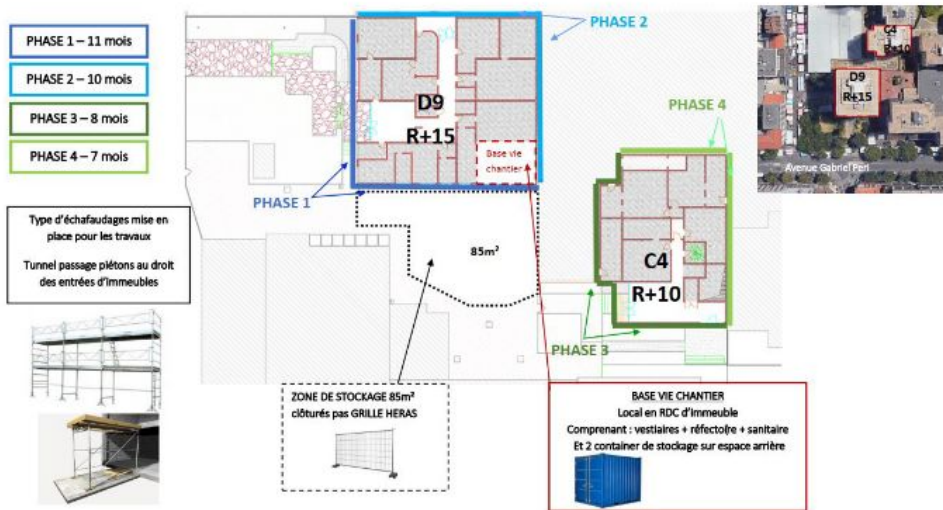 PHASE 1 – 11 mois
PHASE 2 – 10 mois
PHASE 3 – 8 mois
PHASE 4 – 7 mois
PHASE 2
D9
R+15
Base vie
chantier
PHASE 1
85m²
PHASE 4
C4
R+10
PHASE 3
C4
R+10
D9
R+15
Avenue Gabriel Peri
Type d'échafaudages mise en
place pour les travaux
Tunnel passage piétons au droit
des entrées d'immeubles
ZONE DE STOCKAGE 85m²
clôturés pas GRILLE HERAS
BASE VIE CHANTIER
Local en RDC d'immeuble
Comprenant : vestiaires + réfectoire + sanitaire
Et 2 container de stockage sur espace arrière